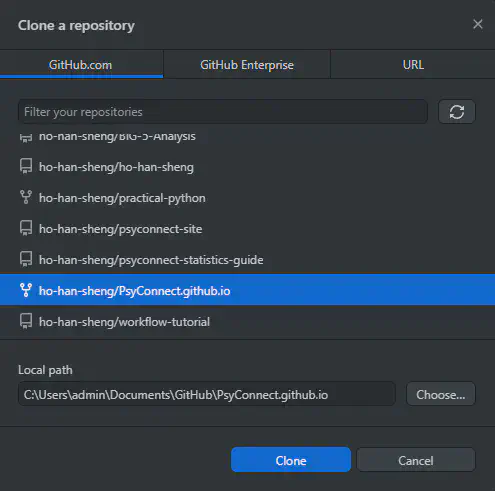 Clone a repository
GitHub.com
GitHub Enterprise
URL
Filter your repositories
ho-han-sheng/BIG-5-Analysis
ho-han-sheng/ho-han-sheng
ho-han-sheng/practical-python
ho-han-sheng/psyconnect-site
ho-han-sheng/psyconnect-statistics-guide
ho-han-sheng/PsyConnect.github.io
ho-han-sheng/workflow-tutorial
Local path
C:\Users\admin\Documents\GitHub\PsyConnect.github.io
Choose...
Clone
Cancel